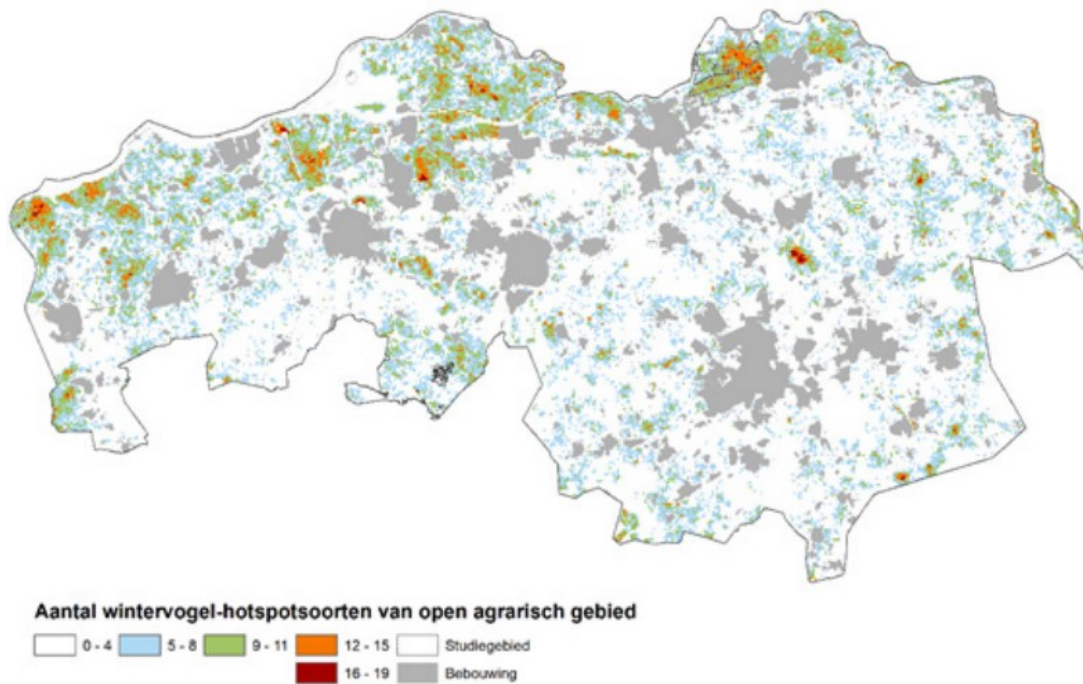 Aantal wintervogel-hotspotsoorten van open agrarisch gebied
0 - 4 5 - 8 9 - 11 12 - 15 Studiegebied
16 - 19 Bebouwing